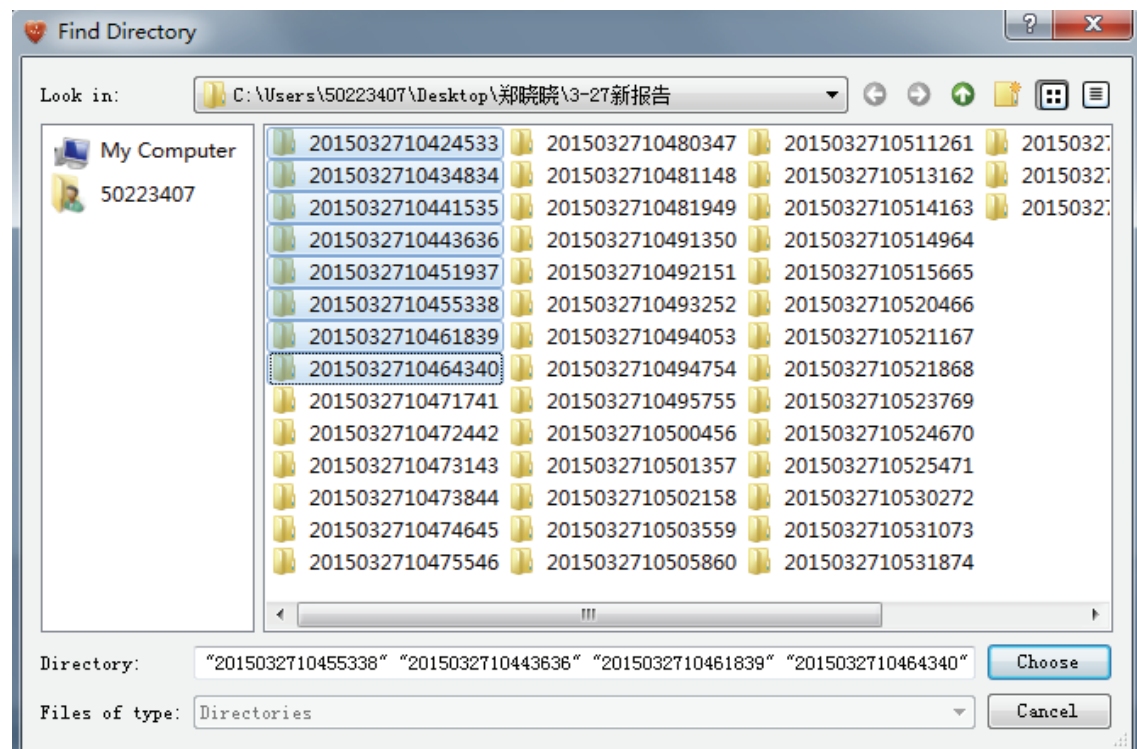 Find Directory
Look in: C:\Users\50223407\Desktop\郑晓晓\3-27新报告
My Computer
50223407
2015032710424533 2015032710480347 2015032710511261 2015032
2015032710434834 2015032710481148 2015032710513162 2015032
2015032710441535 2015032710481949 2015032710514163 2015032
2015032710443636 2015032710491350 2015032710514964
2015032710451937 2015032710492151 2015032710515665
2015032710455338 2015032710493252 2015032710520466
2015032710461839 2015032710494053 2015032710521167
2015032710464340 2015032710494754 2015032710521868
2015032710471741 2015032710495755 2015032710523769
2015032710472442 2015032710500456 2015032710524670
2015032710473143 2015032710501357 2015032710525471
2015032710473844 2015032710502158 2015032710530272
2015032710474645 2015032710503559 2015032710531073
2015032710475546 2015032710505860 2015032710531874
Directory: "2015032710455338" "2015032710443636" "2015032710461839" "2015032710464340" Choose
Files of type: Directories Cancel